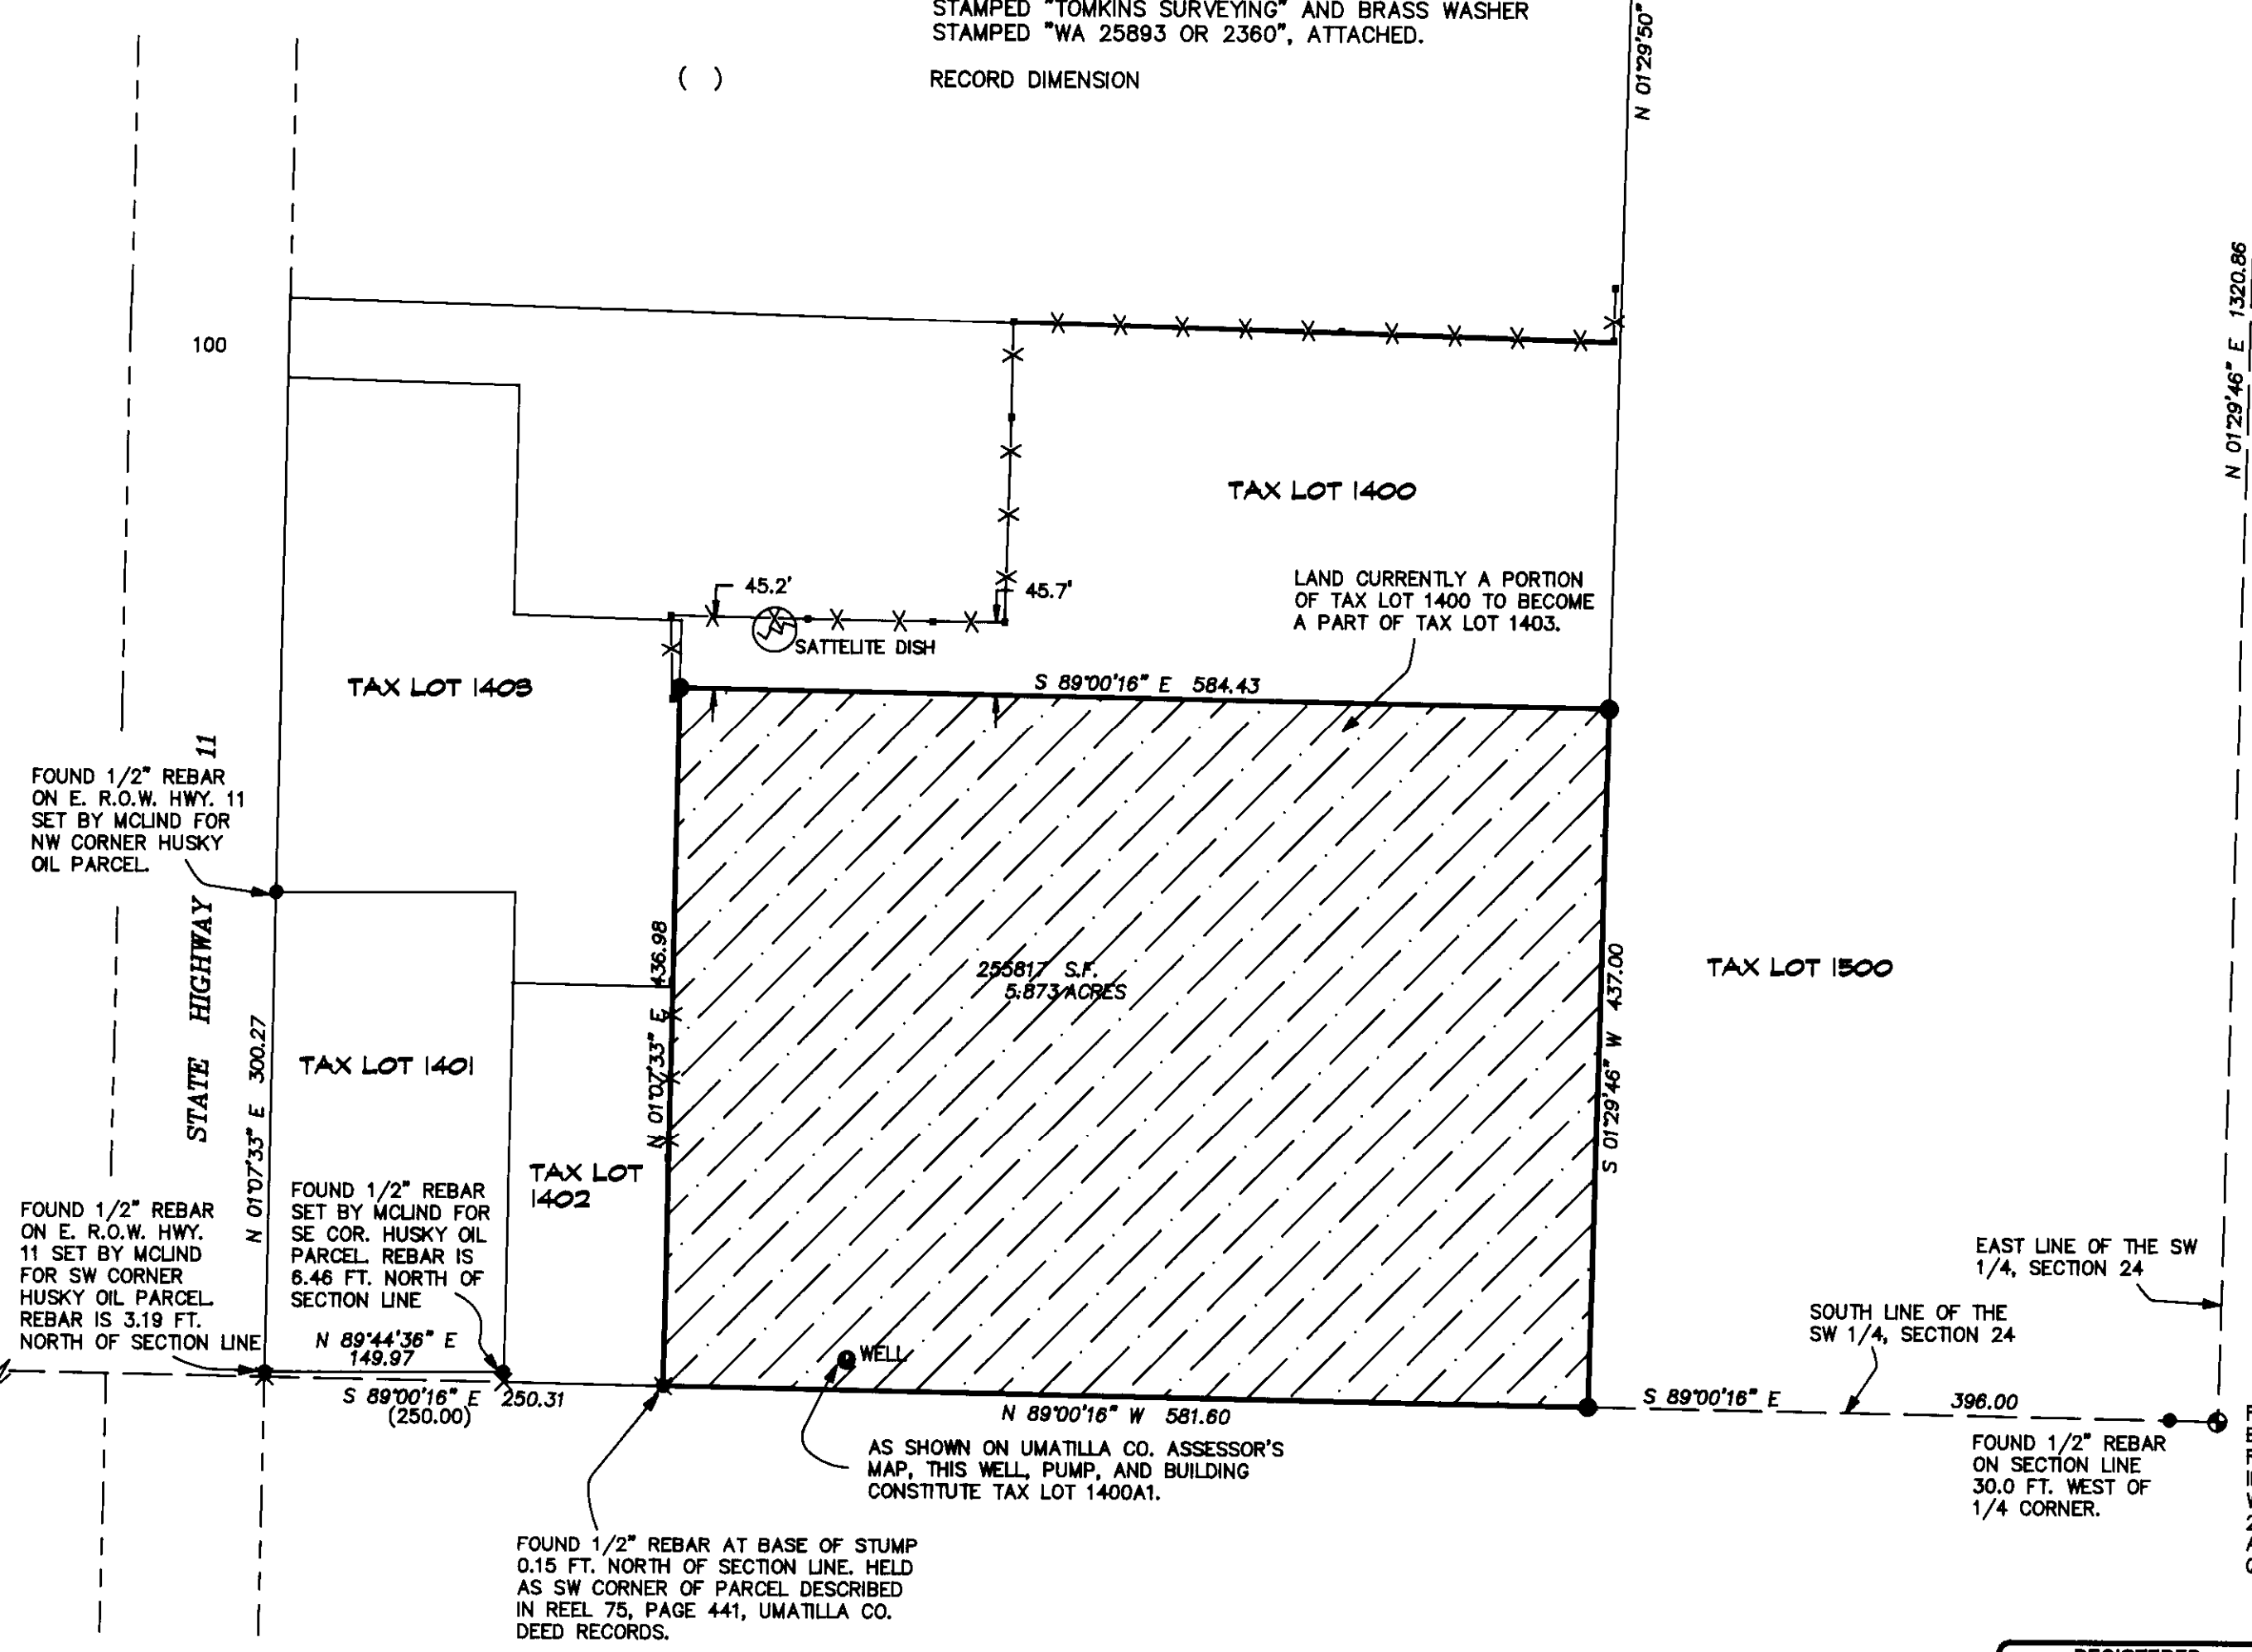 STAMPED "TOMKINS SURVEYING" AND BRASS WASHER
STAMPED "WA 25893 OR 2360", ATTACHED.
( ) RECORD DIMENSION
N 01°29'50"
N 01°29'46" E 1320.86
100
TAX LOT 1400
45.2'
45.7'
SATTELITE DISH
LAND CURRENTLY A PORTION
OF TAX LOT 1400 TO BECOME
A PART OF TAX LOT 1403.
TAX LOT 1403
S 89°00'16" E 584.43
STATE HIGHWAY 11
FOUND 1/2" REBAR
ON E. R.O.W. HWY. 11
SET BY MCLIND FOR
NW CORNER HUSKY
OIL PARCEL.
N 01°07'33" E 436.98
255817 S.F.
5.873 ACRES
S 01°29'46" W 437.00
TAX LOT 1500
N 01°07'33" E 300.27
TAX LOT 1401
TAX LOT
1402
FOUND 1/2" REBAR
ON E. R.O.W. HWY.
11 SET BY MCLIND
FOR SW CORNER
HUSKY OIL PARCEL.
REBAR IS 3.19 FT.
NORTH OF SECTION LINE
FOUND 1/2" REBAR
SET BY MCLIND FOR
SE COR. HUSKY OIL
PARCEL. REBAR IS
6.46 FT. NORTH OF
SECTION LINE
N 89°44'36" E
149.97
S 89°00'16" E 250.31
(250.00)
WELL
N 89°00'16" W 581.60
AS SHOWN ON UMATILLA CO. ASSESSOR'S
MAP, THIS WELL, PUMP, AND BUILDING
CONSTITUTE TAX LOT 1400A1.
EAST LINE OF THE SW
1/4, SECTION 24
SOUTH LINE OF THE
SW 1/4, SECTION 24
S 89°00'16" E 396.00
FOUND 1/2" REBAR
ON SECTION LINE
30.0 FT. WEST OF
1/4 CORNER.
FOUND 1/2" REBAR AT BASE OF STUMP
0.15 FT. NORTH OF SECTION LINE. HELD
AS SW CORNER OF PARCEL DESCRIBED
IN REEL 75, PAGE 441, UMATILLA CO.
DEED RECORDS.